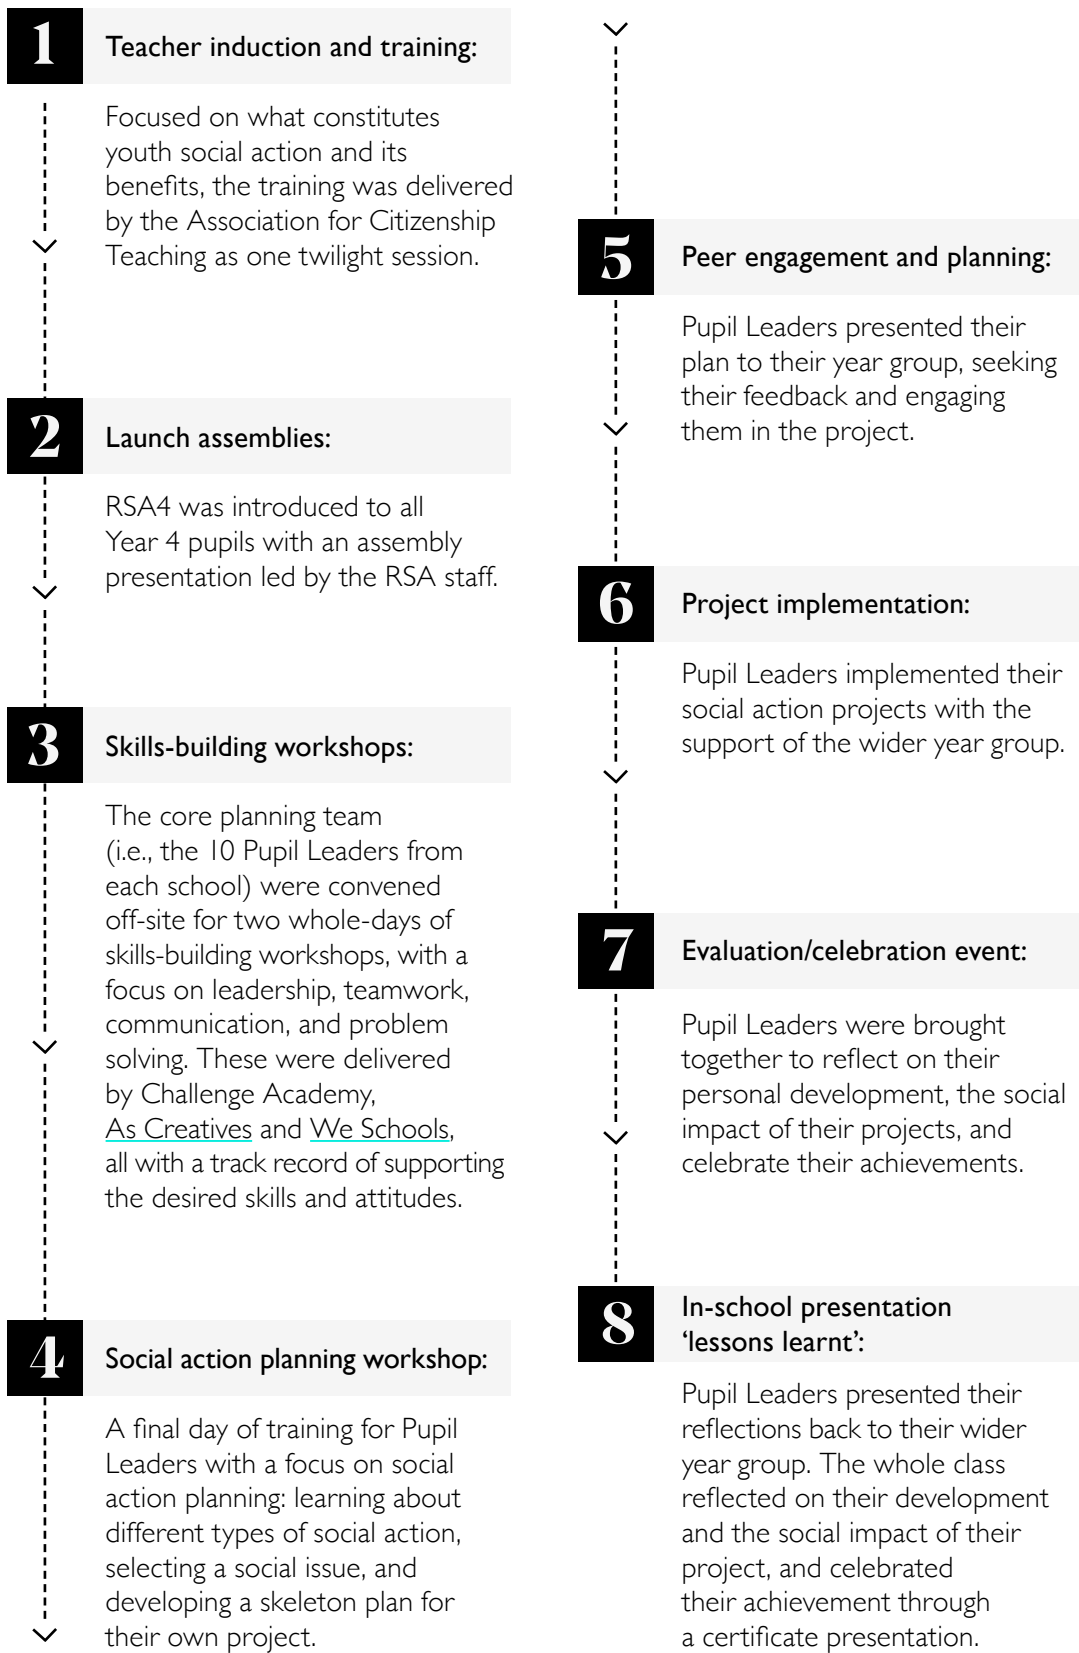 1
Teacher induction and training:
Focused on what constitutes
youth social action and its
benefits, the training was delivered
by the Association for Citizenship
Teaching as one twilight session.
2
Launch assemblies:
RSA4 was introduced to all
Year 4 pupils with an assembly
presentation led by the RSA staff.
3
Skills-building workshops:
The core planning team
(i.e., the 10 Pupil Leaders from
each school) were convened
off-site for two whole-days of
skills-building workshops, with a
focus on leadership, teamwork,
communication, and problem
solving. These were delivered
by Challenge Academy,
As Creatives and We Schools,
all with a track record of supporting
the desired skills and attitudes.
4
Social action planning workshop:
A final day of training for Pupil
Leaders with a focus on social
action planning: learning about
different types of social action,
selecting a social issue, and
developing a skeleton plan for
their own project.
5
Peer engagement and planning:
Pupil Leaders presented their
plan to their year group, seeking
their feedback and engaging
them in the project.
6
Project implementation:
Pupil Leaders implemented their
social action projects with the
support of the wider year group.
7
Evaluation/celebration event:
Pupil Leaders were brought
together to reflect on their
personal development, the social
impact of their projects, and
celebrate their achievements.
8
In-school presentation
‘lessons learnt’:
Pupil Leaders presented their
reflections back to their wider
year group. The whole class
reflected on their development
and the social impact of their
project, and celebrated
their achievement through
a certificate presentation.